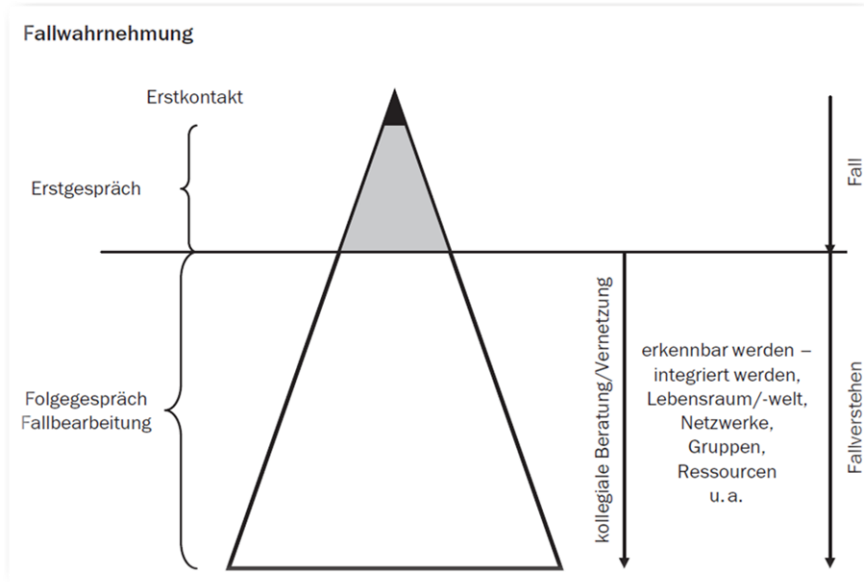 Fallwahrnehmung
Erstkontakt
Erstgespräch
Fall
Folgegespräch
Fallbearbeitung
kollegiale Beratung/Vernetzung
erkennbar werden –
integriert werden,
Lebensraum/-welt,
Netzwerke,
Gruppen,
Ressourcen
u. a.
Fallverstehen